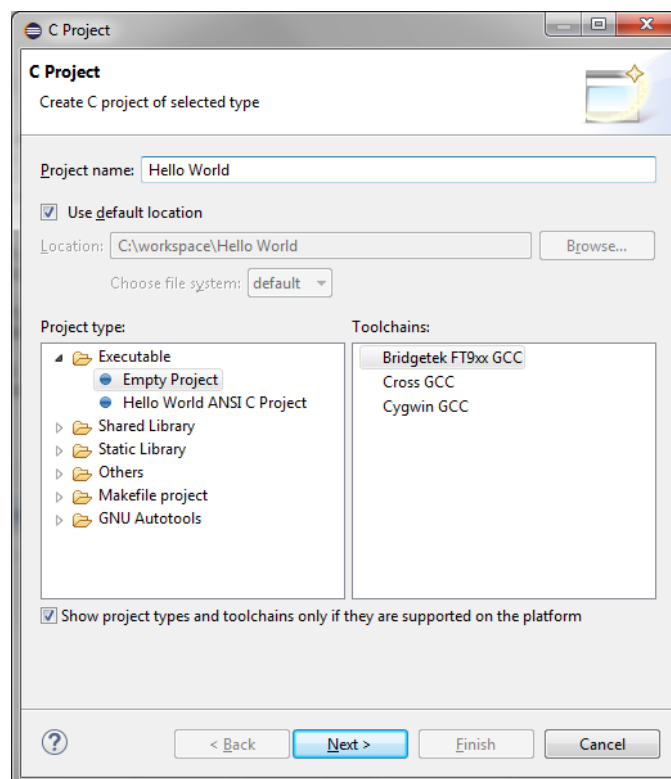 C Project
C Project
Create C project of selected type
Project name: Hello World
Use default location
Location: C:\workspace\Hello World Browse...
Choose file system: default
Project type: Toolchains:
Executable Bridgetek FT9xx GCC
Empty Project Cross GCC
Hello World ANSI C Project Cygwin GCC
Shared Library
Static Library
Others
Makefile project
GNU Autotools
Show project types and toolchains only if they are supported on the platform
? < Back Next > Finish Cancel